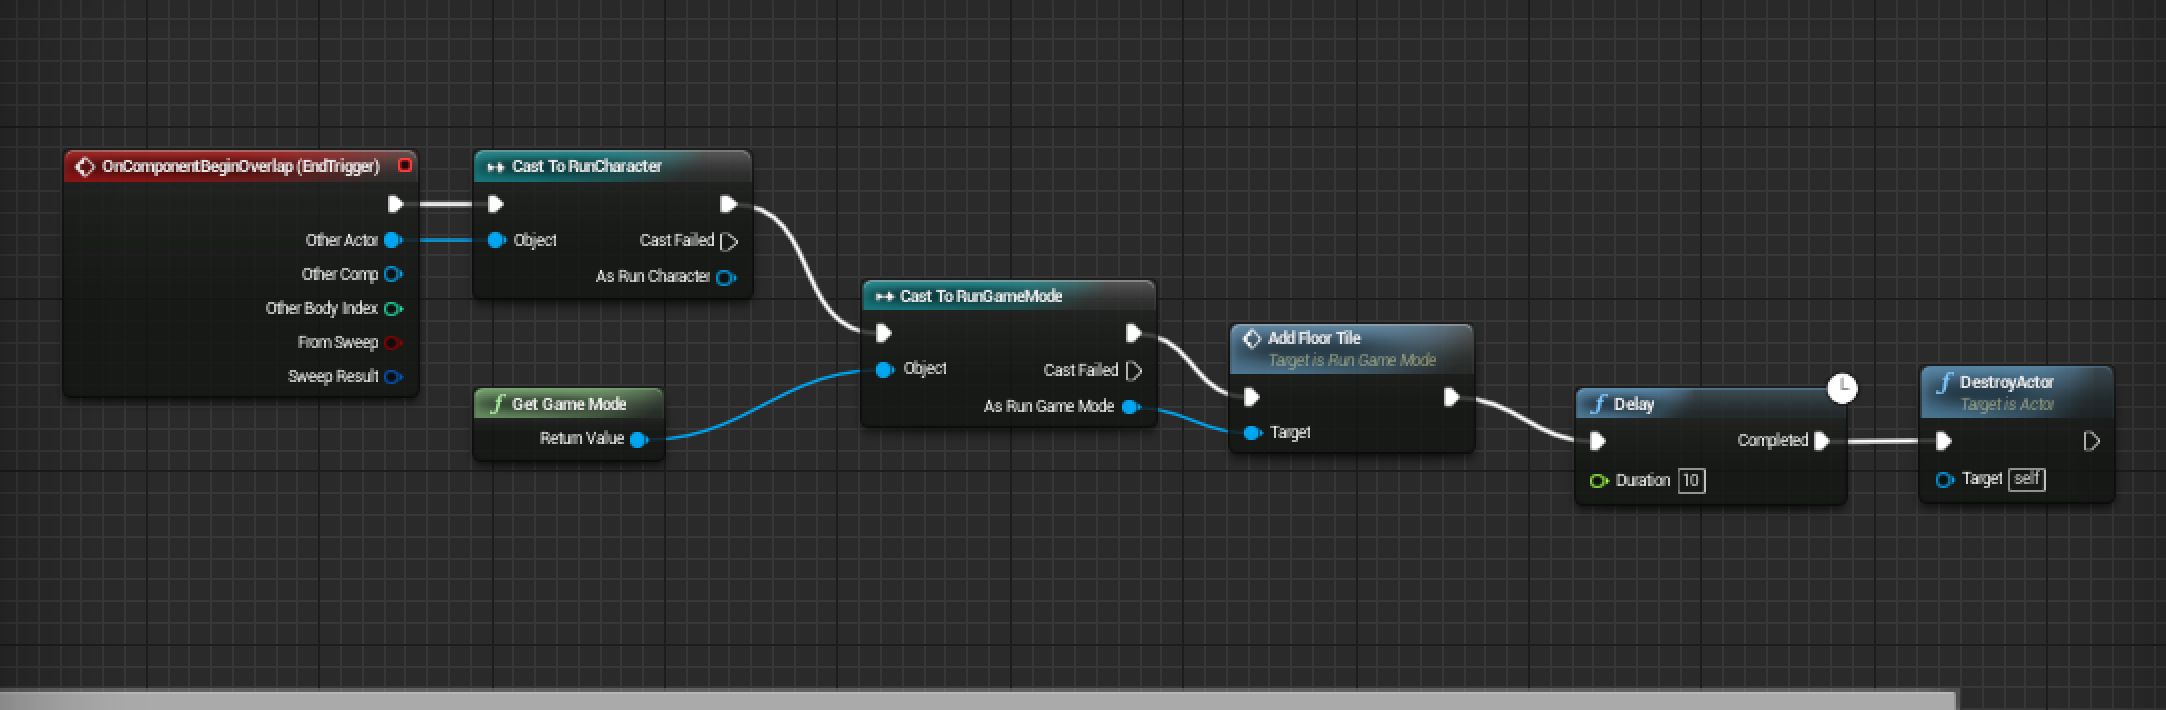 OnComponentBeginOverlap (EndTrigger)
Other Actor
Other Comp
Other Body Index
From Sweep
Sweep Result
Cast To RunCharacter
Object
Cast Failed
As Run Character
Get Game Mode
Return Value
Cast To RunGameMode
Object
Cast Failed
As Run Game Mode
Add Floor Tile
Target is Run Game Mode
Target
Delay
Completed
Duration 10
DestroyActor
Target is Actor
Target self